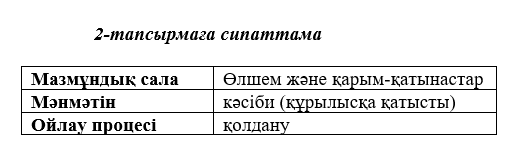 2-тапсырмаға сипаттама
Мазмұндық сала Өлшем және қарым-қатынастар
Мәнмәтін кәсіби (құрылысқа қатысты)
Ойлау процесі қолдану